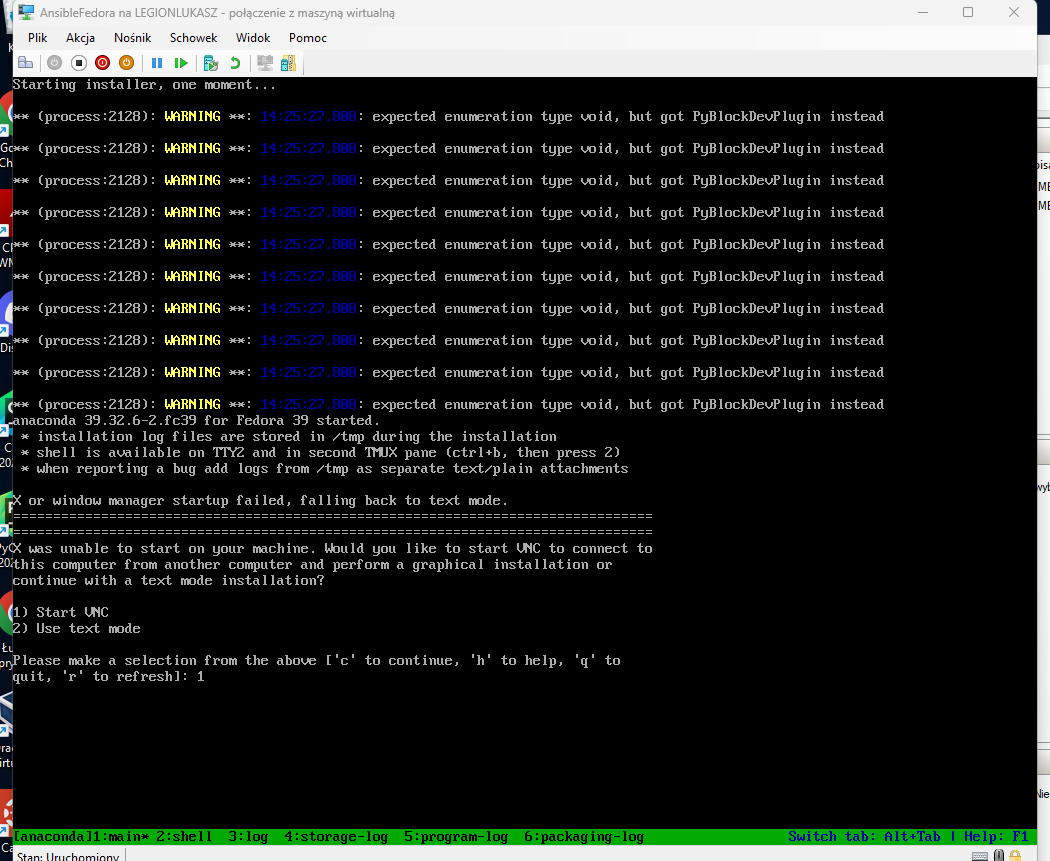 AnsibleFedora na LEGIONLUKASZ - połączenie z maszyną wirtualną
Plik Akcja Nośnik Schowek Widok Pomoc
Starting installer, one moment...
** (process:2128): WARNING **: 14:25:27.800: expected enumeration type void, but got PyBlockDevPlugin instead
** (process:2128): WARNING **: 14:25:27.800: expected enumeration type void, but got PyBlockDevPlugin instead
** (process:2128): WARNING **: 14:25:27.800: expected enumeration type void, but got PyBlockDevPlugin instead
** (process:2128): WARNING **: 14:25:27.800: expected enumeration type void, but got PyBlockDevPlugin instead
** (process:2128): WARNING **: 14:25:27.800: expected enumeration type void, but got PyBlockDevPlugin instead
** (process:2128): WARNING **: 14:25:27.800: expected enumeration type void, but got PyBlockDevPlugin instead
** (process:2128): WARNING **: 14:25:27.800: expected enumeration type void, but got PyBlockDevPlugin instead
** (process:2128): WARNING **: 14:25:27.800: expected enumeration type void, but got PyBlockDevPlugin instead
** (process:2128): WARNING **: 14:25:27.800: expected enumeration type void, but got PyBlockDevPlugin instead
** (process:2128): WARNING **: 14:25:27.800: expected enumeration type void, but got PyBlockDevPlugin instead
anaconda 39.32.6-2.fc39 for Fedora 39 started.
* installation log files are stored in /tmp during the installation
* shell is available on TTY2 and in second TMUX pane (ctrl+b, then press 2)
* when reporting a bug add logs from /tmp as separate text/plain attachments
X or window manager startup failed, falling back to text mode.
================================================================================
================================================================================
X was unable to start on your machine. Would you like to start VNC to connect to
this computer from another computer and perform a graphical installation or
continue with a text mode installation?
1) Start VNC
2) Use text mode
Please make a selection from the above ['c' to continue, 'h' to help, 'q' to
quit, 'r' to refresh]: 1
[anaconda]1:main* 2:shell 3:log 4:storage-log 5:program-log 6:packaging-log Switch tab: Alt+Tab | Help: F1
Stan: Uruchomiony